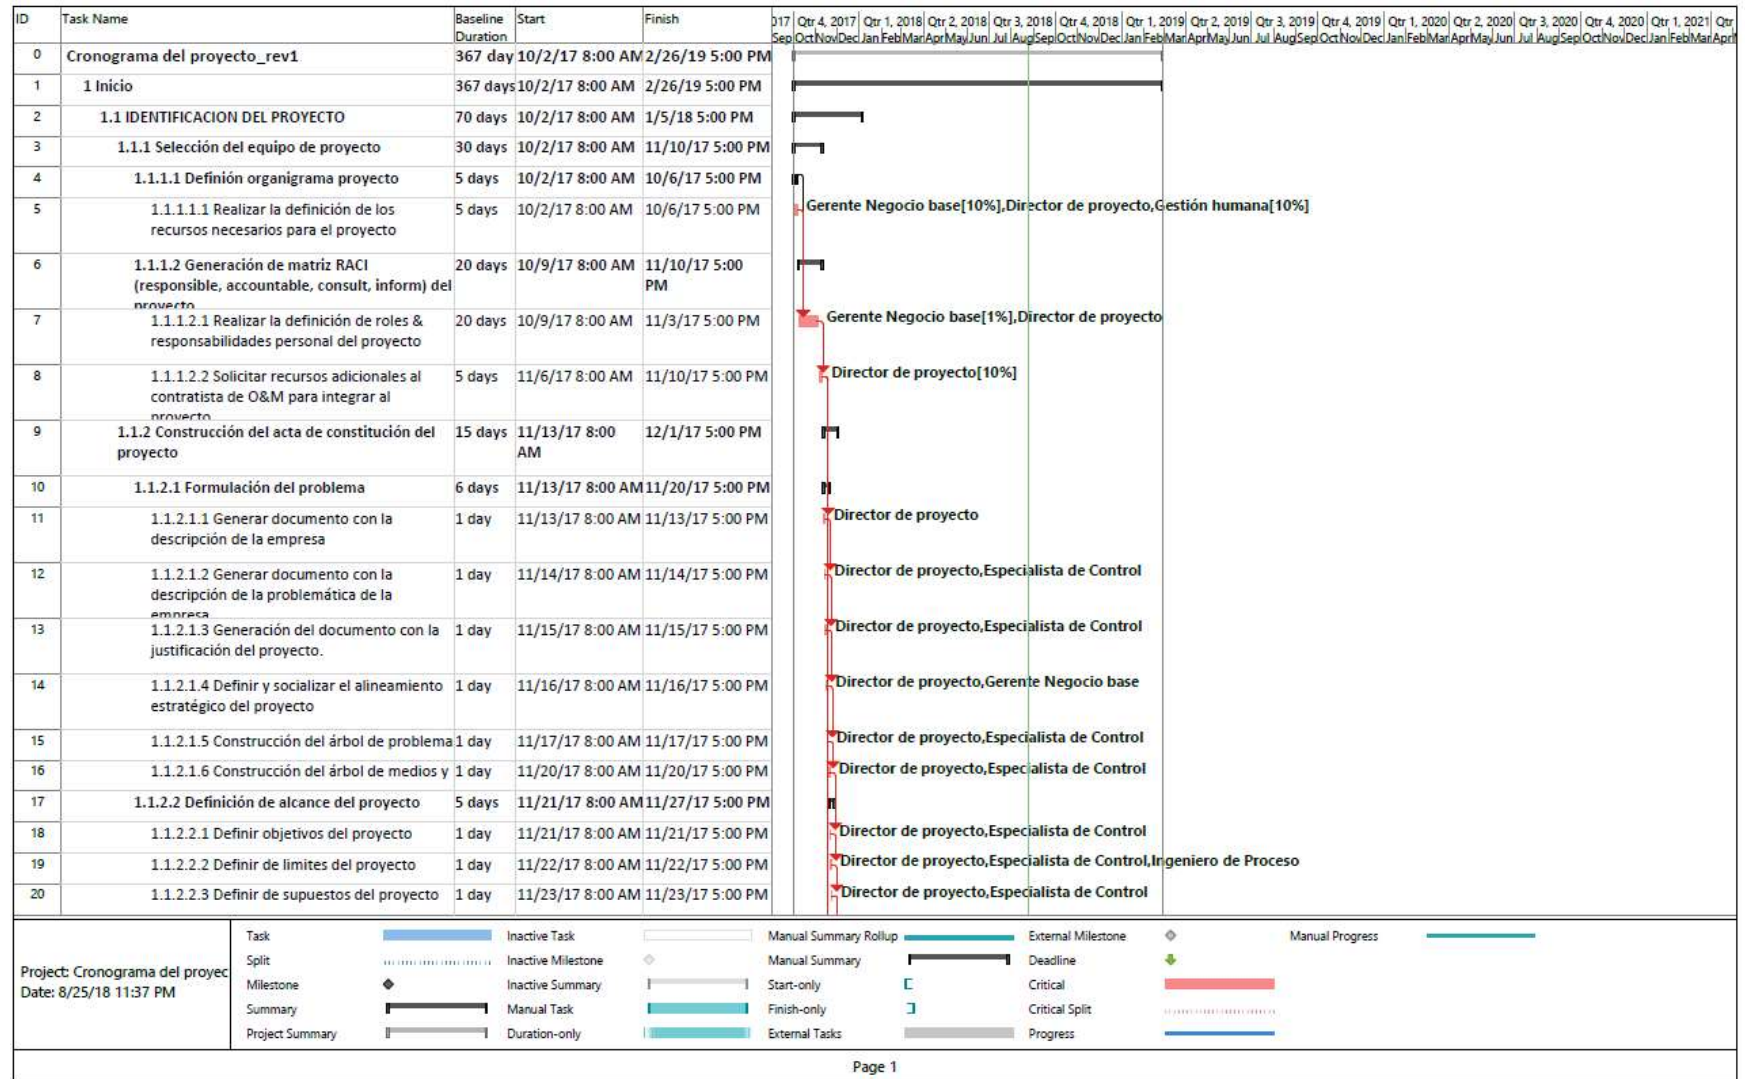 ID Task Name Baseline Duration Start Finish
017 Qtr 4, 2017 Qtr 1, 2018 Qtr 2, 2018 Qtr 3, 2018 Qtr 4, 2018 Qtr 1, 2019 Qtr 2, 2019 Qtr 3, 2019 Qtr 4, 2019 Qtr 1, 2020 Qtr 2, 2020 Qtr 3, 2020 Qtr 4, 2020 Qtr 1, 2021 Qtr
Sep Oct Nov Dec Jan Feb Mar Apr May Jun Jul Aug Sep Oct Nov Dec Jan Feb Mar Apr May Jun Jul Aug Sep Oct Nov Dec Jan Feb Mar Apr May Jun Jul Aug Sep Oct Nov Dec Jan Feb Mar Apr
0 Cronograma del proyecto_rev1 367 day 10/2/17 8:00 AM 2/26/19 5:00 PM
1 1 Inicio 367 days 10/2/17 8:00 AM 2/26/19 5:00 PM
2 1.1 IDENTIFICACION DEL PROYECTO 70 days 10/2/17 8:00 AM 1/5/18 5:00 PM
3 1.1.1 Selección del equipo de proyecto 30 days 10/2/17 8:00 AM 11/10/17 5:00 PM
4 1.1.1.1 Definión organigrama proyecto 5 days 10/2/17 8:00 AM 10/6/17 5:00 PM
5 1.1.1.1.1 Realizar la definición de los 5 days 10/2/17 8:00 AM 10/6/17 5:00 PM Gerente Negocio base[10%],Director de proyecto,Gestión humana[10%]
recursos necesarios para el proyecto
6 1.1.1.2 Generación de matriz RACI 20 days 10/9/17 8:00 AM 11/10/17 5:00
(responsible, accountable, consult, inform) del PM
proyecto
7 1.1.1.2.1 Realizar la definición de roles & 20 days 10/9/17 8:00 AM 11/3/17 5:00 PM Gerente Negocio base[1%],Director de proyecto
responsabilidades personal del proyecto
8 1.1.1.2.2 Solicitar recursos adicionales al 5 days 11/6/17 8:00 AM 11/10/17 5:00 PM Director de proyecto[10%]
contratista de O&M para integrar al
proyecto
9 1.1.2 Construcción del acta de constitución del 15 days 11/13/17 8:00 12/1/17 5:00 PM
proyecto AM
10 1.1.2.1 Formulación del problema 6 days 11/13/17 8:00 AM 11/20/17 5:00 PM
11 1.1.2.1.1 Generar documento con la 1 day 11/13/17 8:00 AM 11/13/17 5:00 PM Director de proyecto
descripción de la empresa
12 1.1.2.1.2 Generar documento con la 1 day 11/14/17 8:00 AM 11/14/17 5:00 PM Director de proyecto,Especialista de Control
descripción de la problemática de la
empresa
13 1.1.2.1.3 Generación del documento con la 1 day 11/15/17 8:00 AM 11/15/17 5:00 PM Director de proyecto,Especialista de Control
justificación del proyecto.
14 1.1.2.1.4 Definir y socializar el alineamiento 1 day 11/16/17 8:00 AM 11/16/17 5:00 PM Director de proyecto,Gerente Negocio base
estratégico del proyecto
15 1.1.2.1.5 Construcción del árbol de problema 1 day 11/17/17 8:00 AM 11/17/17 5:00 PM Director de proyecto,Especialista de Control
16 1.1.2.1.6 Construcción del árbol de medios y 1 day 11/20/17 8:00 AM 11/20/17 5:00 PM Director de proyecto,Especialista de Control
17 1.1.2.2 Definición de alcance del proyecto 5 days 11/21/17 8:00 AM 11/27/17 5:00 PM
18 1.1.2.2.1 Definir objetivos del proyecto 1 day 11/21/17 8:00 AM 11/21/17 5:00 PM Director de proyecto,Especialista de Control
19 1.1.2.2.2 Definir de limites del proyecto 1 day 11/22/17 8:00 AM 11/22/17 5:00 PM Director de proyecto,Especialista de Control,Ingeniero de Proceso
20 1.1.2.2.3 Definir de supuestos del proyecto 1 day 11/23/17 8:00 AM 11/23/17 5:00 PM Director de proyecto,Especialista de Control
Project: Cronograma del proyec
Date: 8/25/18 11:37 PM
Task Inactive Task Manual Summary Rollup External Milestone Manual Progress
Split Inactive Milestone Manual Summary Deadline
Milestone Inactive Summary Start-only Critical
Summary Manual Task Finish-only Critical Split
Project Summary Duration-only External Tasks Progress
Page 1